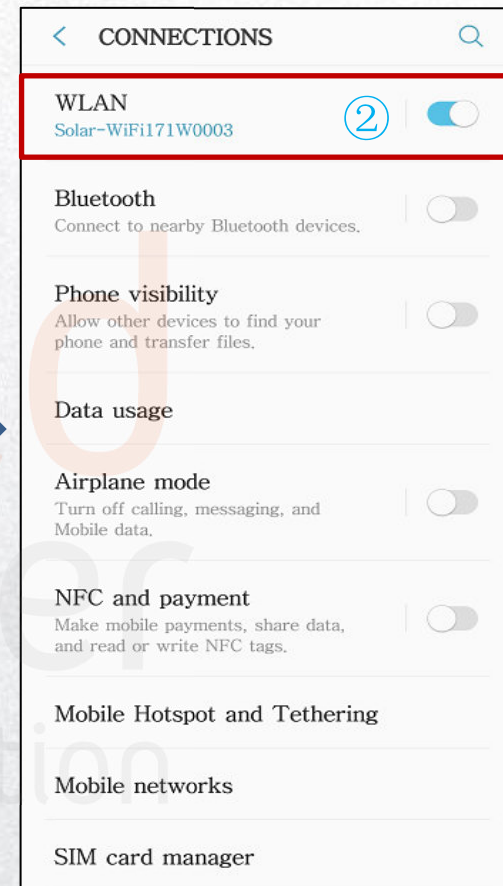 CONNECTIONS
WLAN
Solar-WiFi171W0003
②
Bluetooth
Connect to nearby Bluetooth devices.
Phone visibility
Allow other devices to find your
phone and transfer files.
Data usage
Airplane mode
Turn off calling, messaging, and
Mobile data.
NFC and payment
Make mobile payments, share data,
and read or write NFC tags.
Mobile Hotspot and Tethering
Mobile networks
SIM card manager